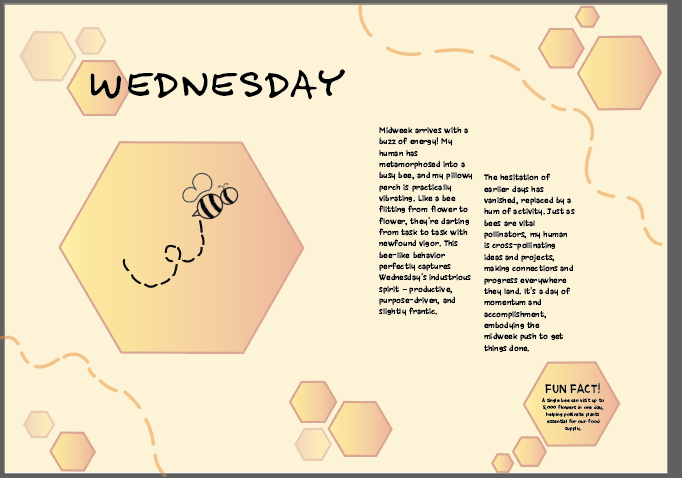 WEDNESDAY
Midweek arrives with a
buzz of energy! My
human has
metamorphosed into a
busy bee, and my pillowy
perch is practically
vibrating. Like a bee
flitting from flower to
flower, they're darting
from task to task with
newfound vigor. This
bee-like behavior
perfectly captures
Wednesday's industrious
spirit – productive,
purpose-driven, and
slightly frantic.
The hesitation of
earlier days has
vanished, replaced by a
hum of activity. Just as
bees are vital
pollinators, my human
is cross-pollinating
ideas and projects,
making connections and
progress everywhere
they land. It's a day of
momentum and
accomplishment,
embodying the
midweek push to get
things done.
FUN FACT!
A single bee can visit up to
5,000 flowers in one day,
helping pollinate plants
essential for our food
supply.